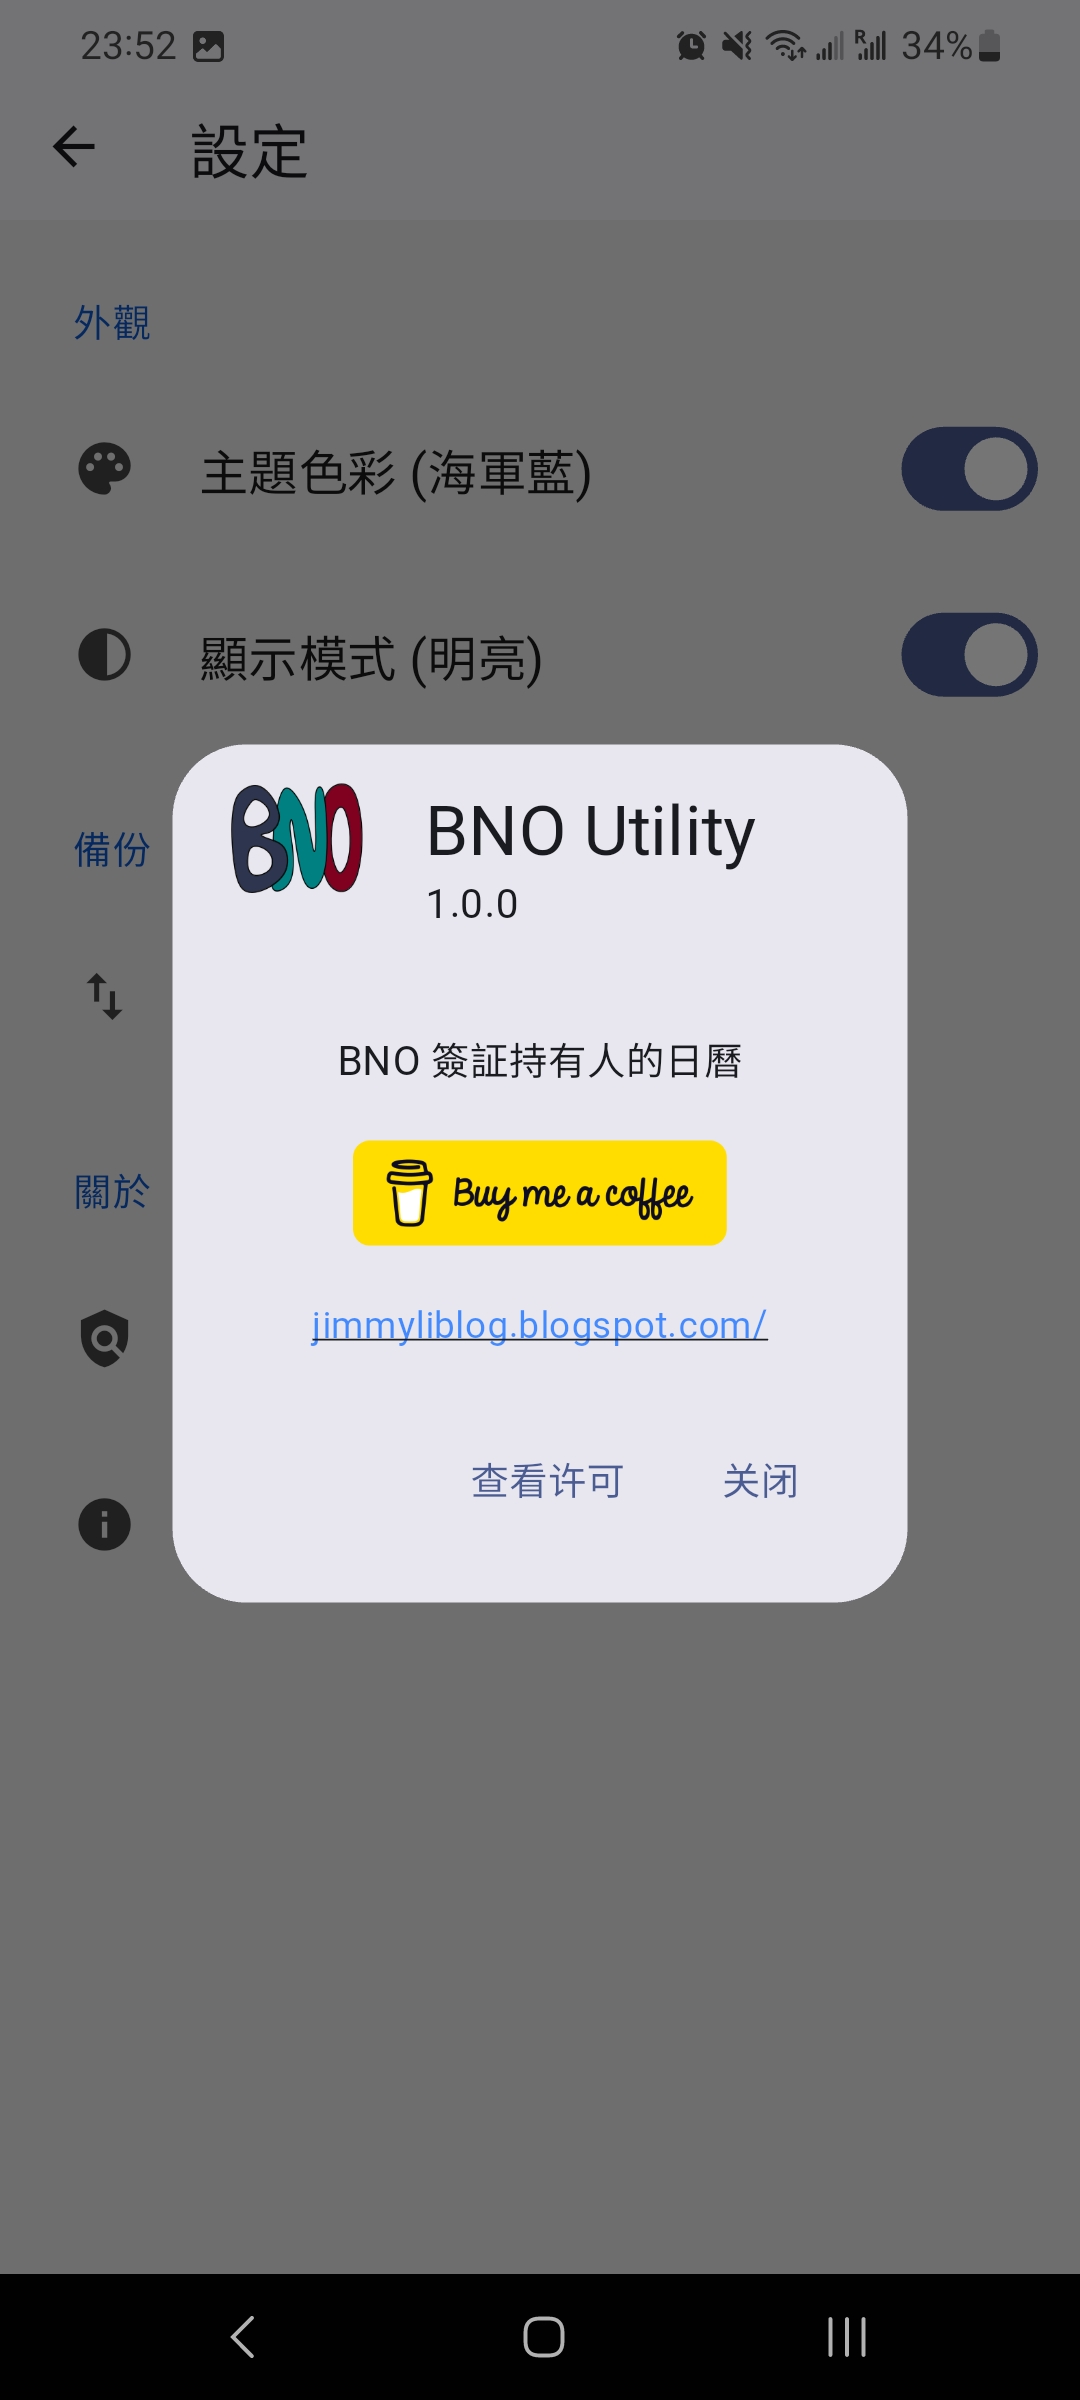 23:52
R 34%
設定
外觀
主題色彩 (海軍藍)
顯示模式 (明亮)
備份
關於
BNO
BNO Utility
1.0.0
BNO 簽証持有人的日曆
Buy me a coffee
jimmyliblog.blogspot.com/
查看许可 关闭